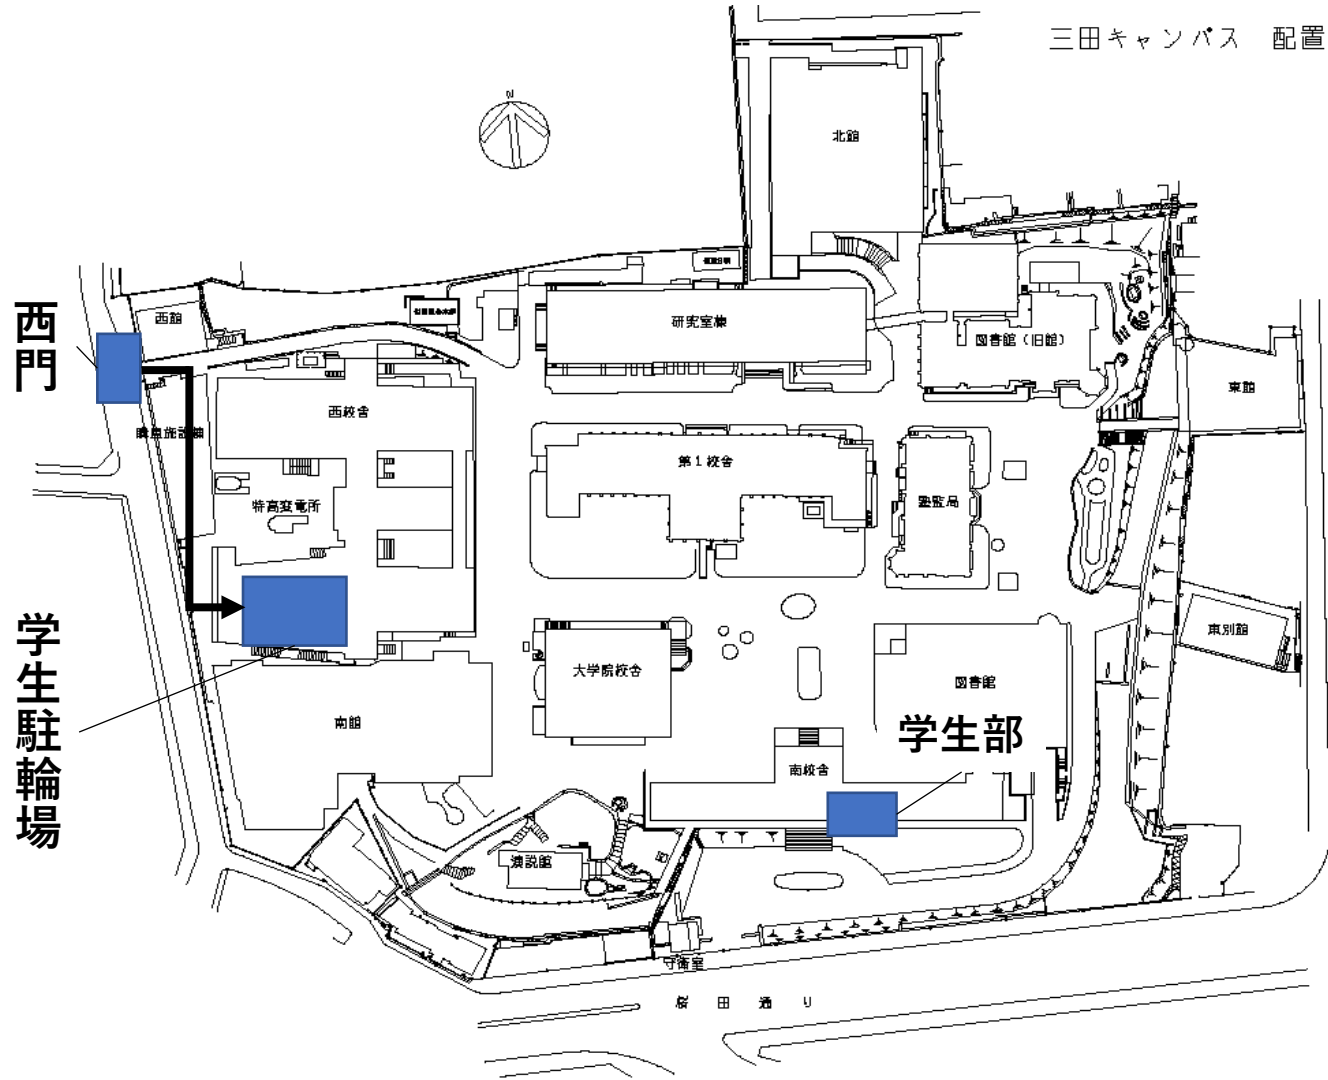 三田キャンパス 配置
N
北館
西館
研究室棟
図書館(旧館)
西門
東館
西校舎
第1校舎
特高変電所
塾監局
東別館
学生駐輪場
大学院校舎
図書館
南館
学生部
南校舎
演説館
守衛室
桜田通り